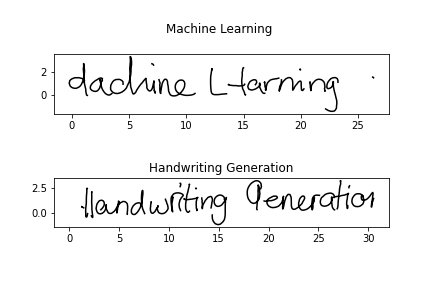 Machine Learning
2
0
dachine Ltarning
0 5 10 15 20 25
Handwriting Generation
2.5
0.0
Handwriting Generation
0 5 10 15 20 25 30